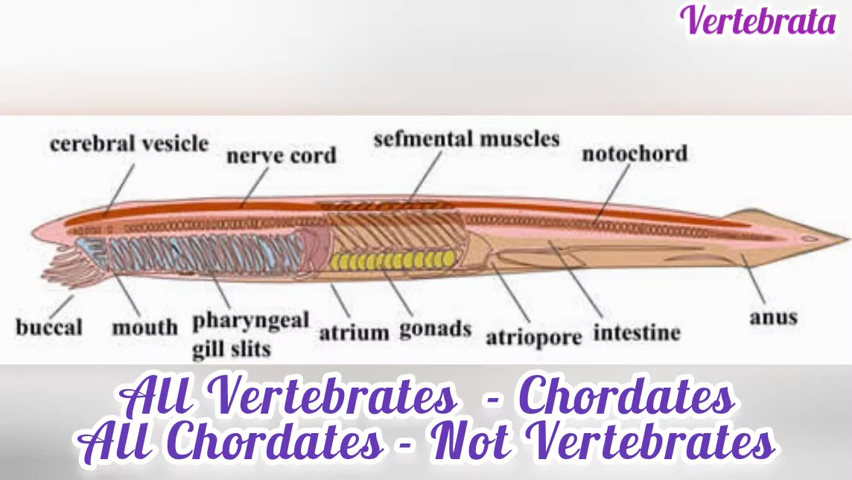 Vertebrata
cerebral vesicle
nerve cord
sefmental muscles
notochord
buccal
mouth
pharyngeal
gill slits
atrium
gonads
atriopore
intestine
anus
All Vertebrates - Chordates
All Chordates - Not Vertebrates